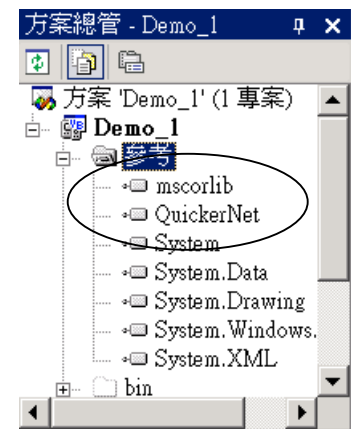 方案總管 - Demo_1
方案 'Demo_1' (1 專案)
Demo_1
參考
mscorlib
QuickerNet
System
System.Data
System.Drawing
System.Windows.
System.XML
bin